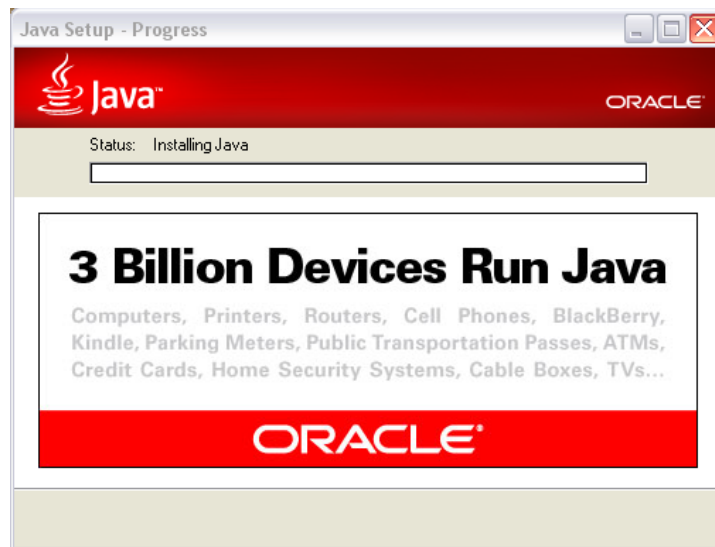 Java Setup - Progress
Java™
ORACLE®
Status: Installing Java
3 Billion Devices Run Java
Computers, Printers, Routers, Cell Phones, BlackBerry,
Kindle, Parking Meters, Public Transportation Passes, ATMs,
Credit Cards, Home Security Systems, Cable Boxes, TVs...
ORACLE®